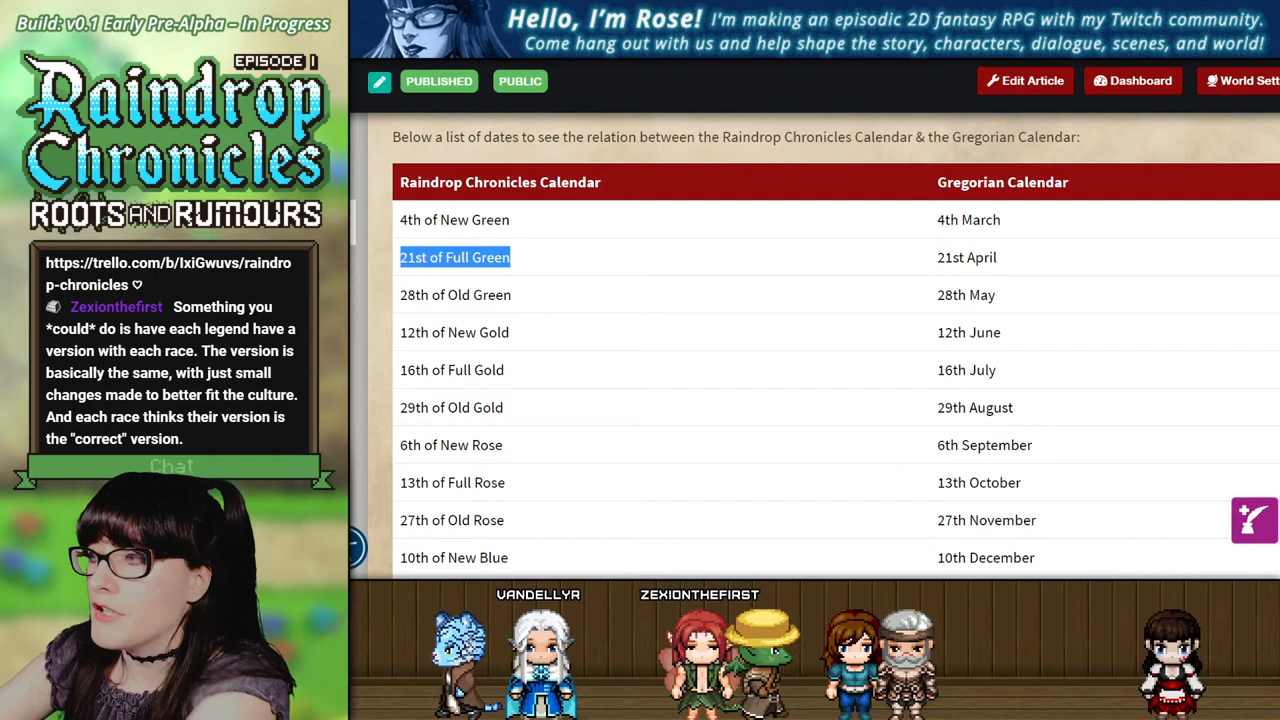 Build: v0.1 Early Pre-Alpha – In Progress
EPISODE I
Raindrop
Chronicles
ROOTS AND RUMOURS
https://trello.com/b/IxiGwuvs/raindro
p-chronicles ♡
Zexionthefirst Something you
*could* do is have each legend have a
version with each race. The version is
basically the same, with just small
changes made to better fit the culture.
And each race thinks their version is
the "correct" version.
Chat
Hello, I'm Rose! I'm making an episodic 2D fantasy RPG with my Twitch community.
Come hang out with us and help shape the story, characters, dialogue, scenes, and world!
PUBLISHED PUBLIC Edit Article Dashboard World Sett
Below a list of dates to see the relation between the Raindrop Chronicles Calendar & the Gregorian Calendar:
Raindrop Chronicles Calendar Gregorian Calendar
4th of New Green 4th March
21st of Full Green 21st April
28th of Old Green 28th May
12th of New Gold 12th June
16th of Full Gold 16th July
29th of Old Gold 29th August
6th of New Rose 6th September
13th of Full Rose 13th October
27th of Old Rose 27th November
10th of New Blue 10th December
VANDELLYR ZEXIONTHEFIRST